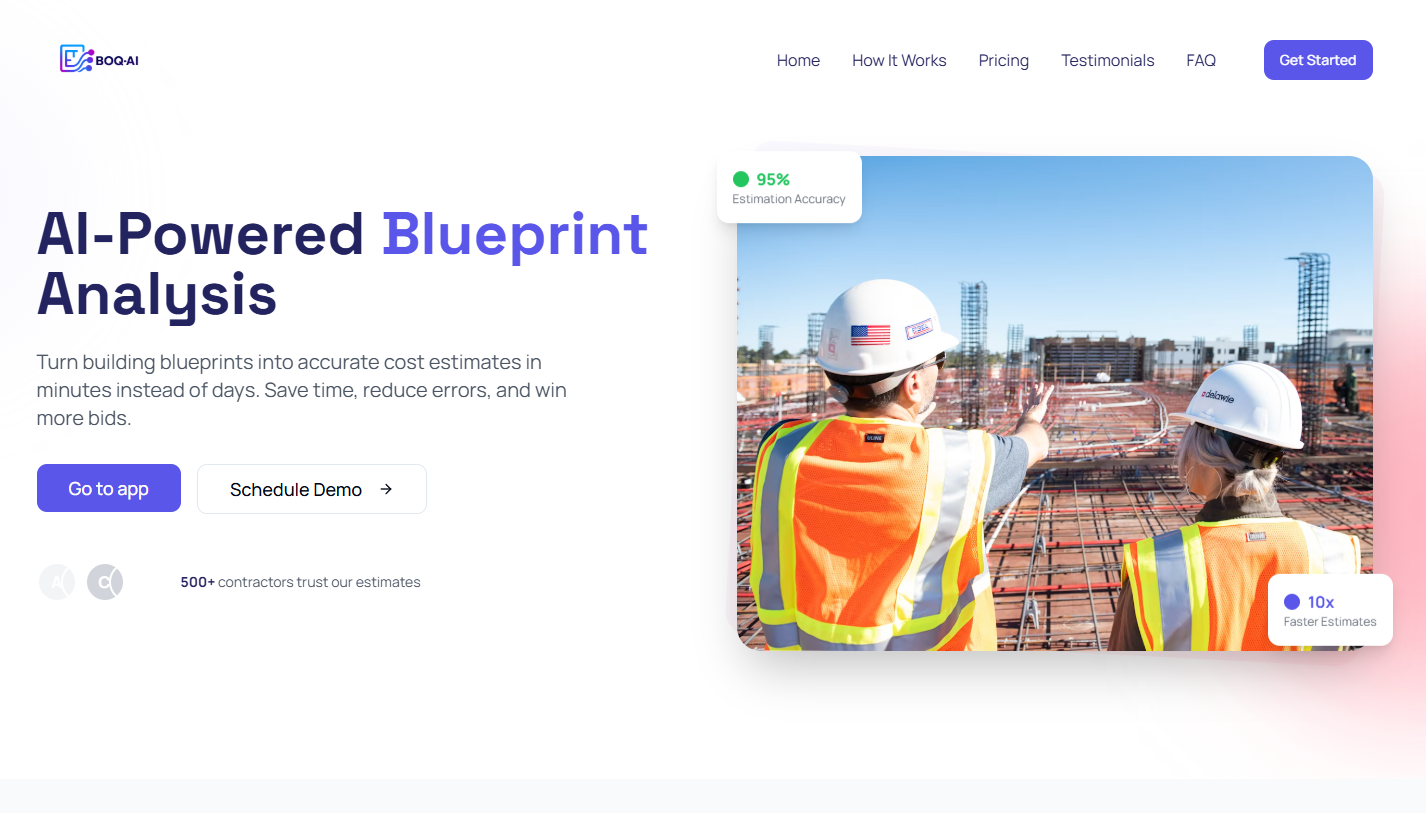 BOQ-AI
Home How It Works Pricing Testimonials FAQ Get Started
95%
Estimation Accuracy
AI-Powered Blueprint
Analysis
Turn building blueprints into accurate cost estimates in
minutes instead of days. Save time, reduce errors, and win
more bids.
Go to app Schedule Demo →
A C 500+ contractors trust our estimates
delawie
10x
Faster Estimates